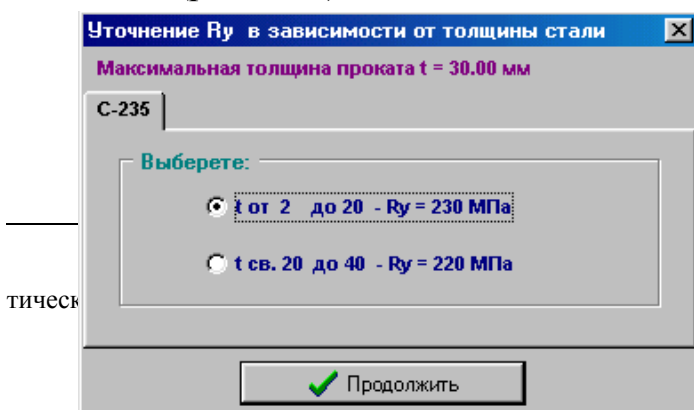 Уточнение Ry в зависимости от толщины стали
Максимальная толщина проката t = 30.00 мм
С-235
Выберете:
t от 2 до 20 - Ry = 230 МПа
t св. 20 до 40 - Ry = 220 МПа
тическ
Продолжить